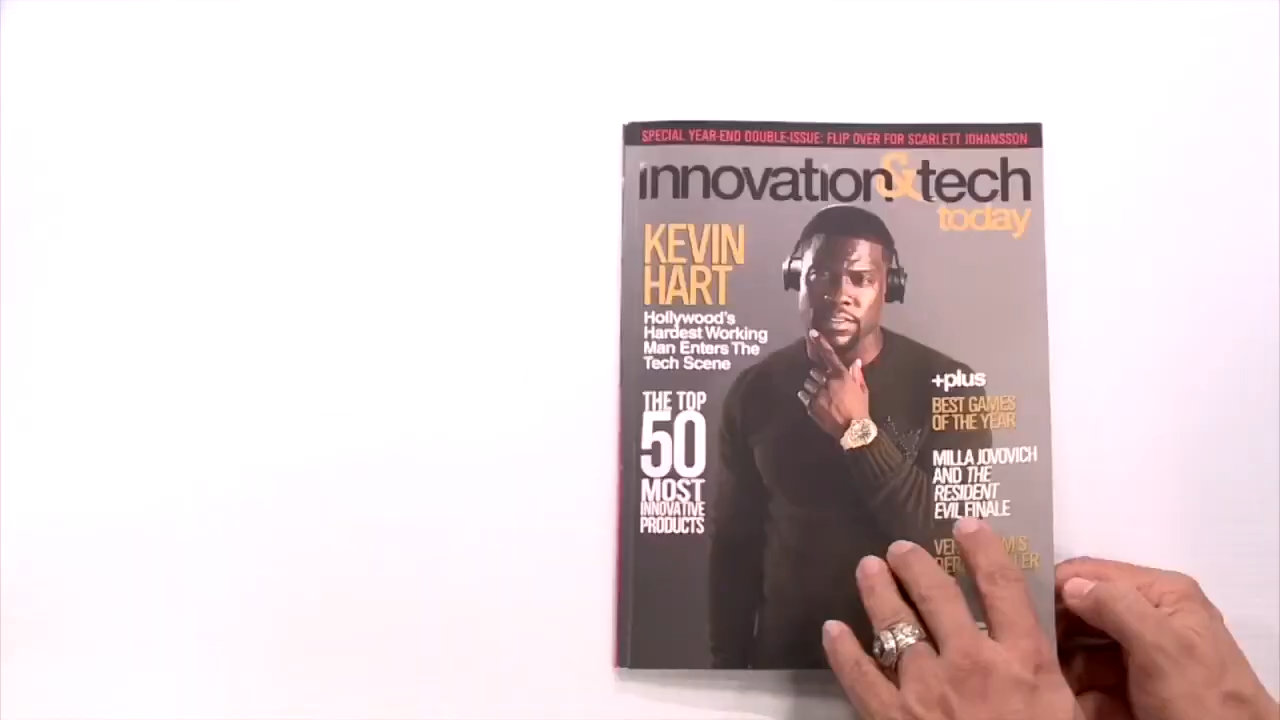 SPECIAL YEAR-END DOUBLE-ISSUE: FLIP OVER FOR SCARLETT JOHANSSON
innovation&tech
today
KEVIN
HART
Hollywood's
Hardest Working
Man Enters The
Tech Scene
THE TOP
50
MOST
INNOVATIVE
PRODUCTS
+plus
BEST GAMES
OF THE YEAR
MILLA JOVOVICH
AND THE
RESIDENT
EVIL FINALE